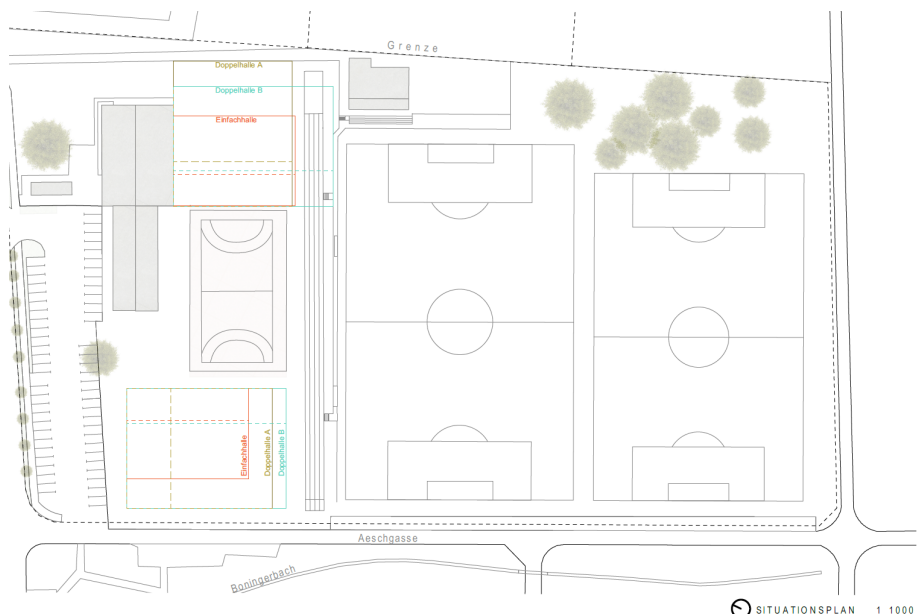 Grenze
Doppelhalle A
Doppelhalle B
Einfachhalle
Einfachhalle
Doppelhalle A
Doppelhalle B
Aeschgasse
Boningerbach
SITUATIONSPLAN 1 1000